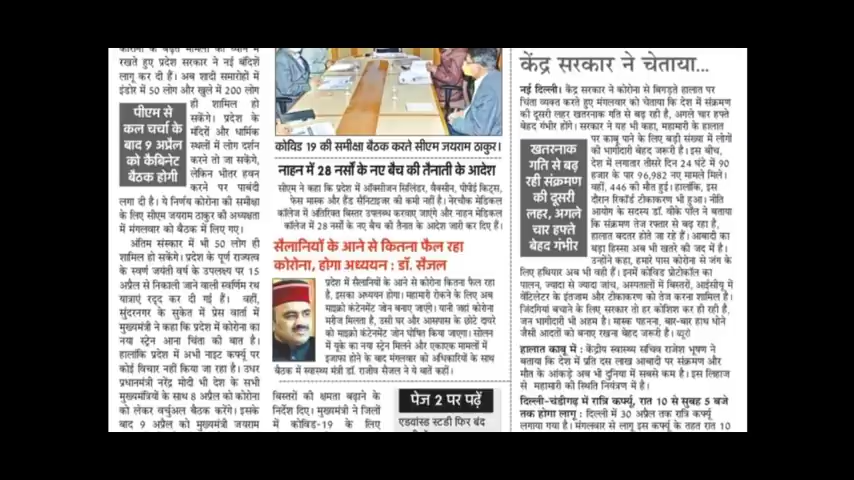 कोरोना के बढ़ते मामलों को ध्यान में
रखते हुए प्रदेश सरकार ने नई बंदिशें
लागू कर दी हैं। अब शादी समारोहों में
इंडोर में 50 लोग और खुले में 200 लोग
ही शामिल हो
सकेंगे। प्रदेश के
मंदिरों और धार्मिक
स्थलों में लोग दर्शन
करने तो जा सकेंगे,
लेकिन भीतर हवन
करने पर पाबंदी
लगा दी है। ये निर्णय कोरोना की समीक्षा
के लिए सीएम जयराम ठाकुर की अध्यक्षता
में मंगलवार को बैठक में लिए गए।
अंतिम संस्कार में भी 50 लोग ही
शामिल हो सकेंगे। प्रदेश के पूर्ण राज्यत्व
के स्वर्ण जयंती वर्ष के उपलक्ष्य पर 15
अप्रैल से निकाली जाने वाली स्वर्णिम रथ
यात्राएं रद्द कर दी गई हैं। वहीं,
सुंदरनगर के सुकेत में प्रेस वार्ता में
मुख्यमंत्री ने कहा कि प्रदेश में कोरोना का
नया स्ट्रेन आना चिंता की बात है।
हालांकि प्रदेश में अभी नाइट कर्फ्यू पर
कोई विचार नहीं किया जा रहा है। उधर
प्रधानमंत्री नरेंद्र मोदी भी देश के सभी
मुख्यमंत्रियों के साथ 8 अप्रैल को कोरोना
को लेकर वर्चुअल बैठक करेंगे। इसके
बाद 9 अप्रैल को मुख्यमंत्री जयराम
पीएम से
कल चर्चा के
बाद 9 अप्रैल
को कैबिनेट
बैठक होगी
कोविड 19 की समीक्षा बैठक करते सीएम जयराम ठाकुर।
नाहन में 28 नर्सों के नए बैच की तैनाती के आदेश
सीएम ने कहा कि प्रदेश में ऑक्सीजन सिलिंडर, वैक्सीन, पीपीई किट्स,
फेस मास्क और हैंड सैनिटाइजर की कमी नहीं है। नेरचौक मेडिकल
कॉलेज में अतिरिक्त बिस्तर उपलब्ध करवाए जाएंगे और नाहन मेडिकल
कॉलेज में 28 नर्सों के नए बैच की तैनाती के आदेश जारी कर दिए हैं।
सैलानियों के आने से कितना फैल रहा
कोरोना, होगा अध्ययन : डॉ. सैजल
प्रदेश में सैलानियों के आने से कोरोना कितना फैल रहा
है, इसका अध्ययन होगा। महामारी रोकने के लिए अब
माइक्रो कंटेनमेंट जोन बनाए जाएंगे। यानी जहां कोरोना
मरीज मिलता है, उसी घर और आसपास के छोटे दायरे
को माइक्रो कंटेनमेंट जोन घोषित किया जाएगा। सोलन
में यूके का नया स्ट्रेन मिलने और एकाएक मामलों में
इजाफा होने के बाद मंगलवार को अधिकारियों के साथ
बैठक में स्वास्थ्य मंत्री डॉ. राजीव सैजल ने ये बातें कहीं।
बिस्तरों की क्षमता बढ़ाने के
निर्देश दिए। मुख्यमंत्री ने जिलों
में कोविड-19 के लिए
पेज 2 पर पढ़ें
एडवांस्ड स्टडी फिर बंद
केंद्र सरकार ने चेताया...
नई दिल्ली। केंद्र सरकार ने कोरोना से बिगड़ते हालात पर
चिंता व्यक्त करते हुए मंगलवार को चेताया कि देश में संक्रमण
की दूसरी लहर खतरनाक गति से बढ़ रही है, अगले चार हफ्ते
बेहद गंभीर होंगे। सरकार ने यह भी कहा, महामारी के हालात
पर काबू पाने के लिए बड़ी संख्या में लोगों
की भागीदारी बेहद जरूरी है। इस बीच,
देश में लगातार तीसरे दिन 24 घंटे में 90
हजार के पार 96,982 नए मामले मिले।
वहीं, 446 की मौत हुई। हालांकि, इस
दौरान रिकॉर्ड टीकाकरण भी हुआ। नीति
आयोग के सदस्य डॉ. वीके पॉल ने बताया
कि संक्रमण तेज रफ्तार से बढ़ रहा है,
हालात बदतर होते जा रहे हैं। आबादी का
बड़ा हिस्सा अब भी खतरे की जद में है।
उन्होंने कहा, हमारे पास कोरोना से जंग के
लिए हथियार अब भी वही हैं। इनमें कोविड प्रोटोकॉल का
पालन, ज्यादा से ज्यादा जांच, अस्पतालों में बिस्तरों, आईसीयू में
वेंटिलेटर के इंतजाम और टीकाकरण को तेज करना शामिल है।
जिंदगियां बचाने के लिए सरकार तो हर कोशिश कर ही रही है,
जन भागीदारी भी अहम है। मास्क पहनना, बार-बार हाथ धोने
जैसी आदतों को बनाए रखना बेहद जरूरी है। ब्यूरो
खतरनाक
गति से बढ़
रही संक्रमण
की दूसरी
लहर, अगले
चार हफ्ते
बेहद गंभीर
हालात काबू में : केंद्रीय स्वास्थ्य सचिव राजेश भूषण ने
बताया कि देश में प्रति दस लाख आबादी पर संक्रमण और
मौत के आंकड़े अब भी दुनिया में सबसे कम है। इस लिहाज
से महामारी की स्थिति नियंत्रण में है।
दिल्ली-चंडीगढ़ में रात्रि कर्फ्यू, रात 10 से सुबह 5 बजे
तक होगा लागू : दिल्ली में 30 अप्रैल तक रात्रि कर्फ्यू
लगाया गया है। मंगलवार से लागू इस कर्फ्यू के तहत रात 10